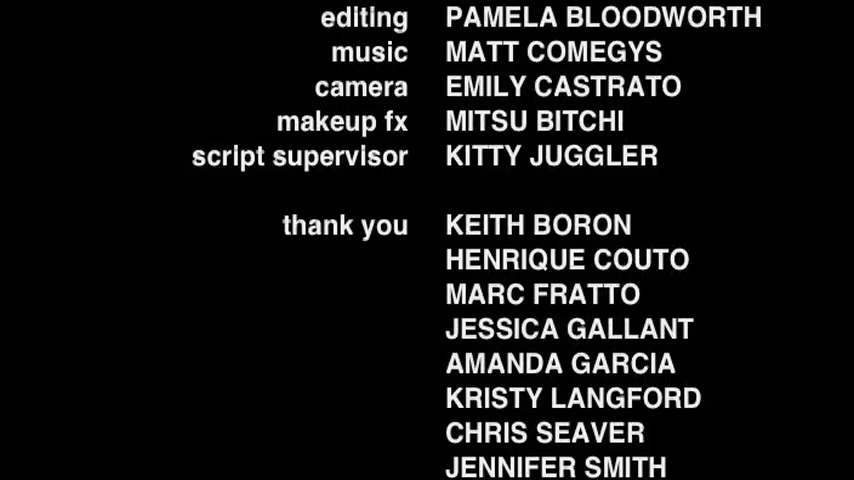 editing PAMELA BLOODWORTH
music MATT COMEGYS
camera EMILY CASTRATO
makeup fx MITSU BITCHI
script supervisor KITTY JUGGLER
thank you KEITH BORON
HENRIQUE COUTO
MARC FRATTO
JESSICA GALLANT
AMANDA GARCIA
KRISTY LANGFORD
CHRIS SEAVER
JENNIFER SMITH